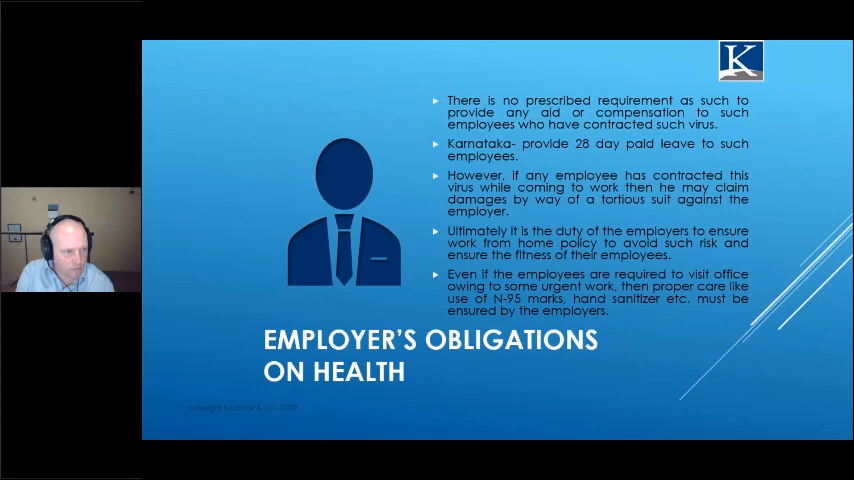 K
There is no prescribed requirement as such to
provide any aid or compensation to such
employees who have contracted such virus.
Karnataka- provide 28 day paid leave to such
employees.
However, if any employee has contracted this
virus while coming to work then he may claim
damages by way of a tortious suit against the
employer.
Ultimately it is the duty of the employers to ensure
work from home policy to avoid such risk and
ensure the fitness of their employees.
Even if the employees are required to visit office
owing to some urgent work, then proper care like
use of N-95 marks, hand sanitizer etc. must be
ensured by the employers.
EMPLOYER'S OBLIGATIONS
ON HEALTH
copyright & Co., 2020